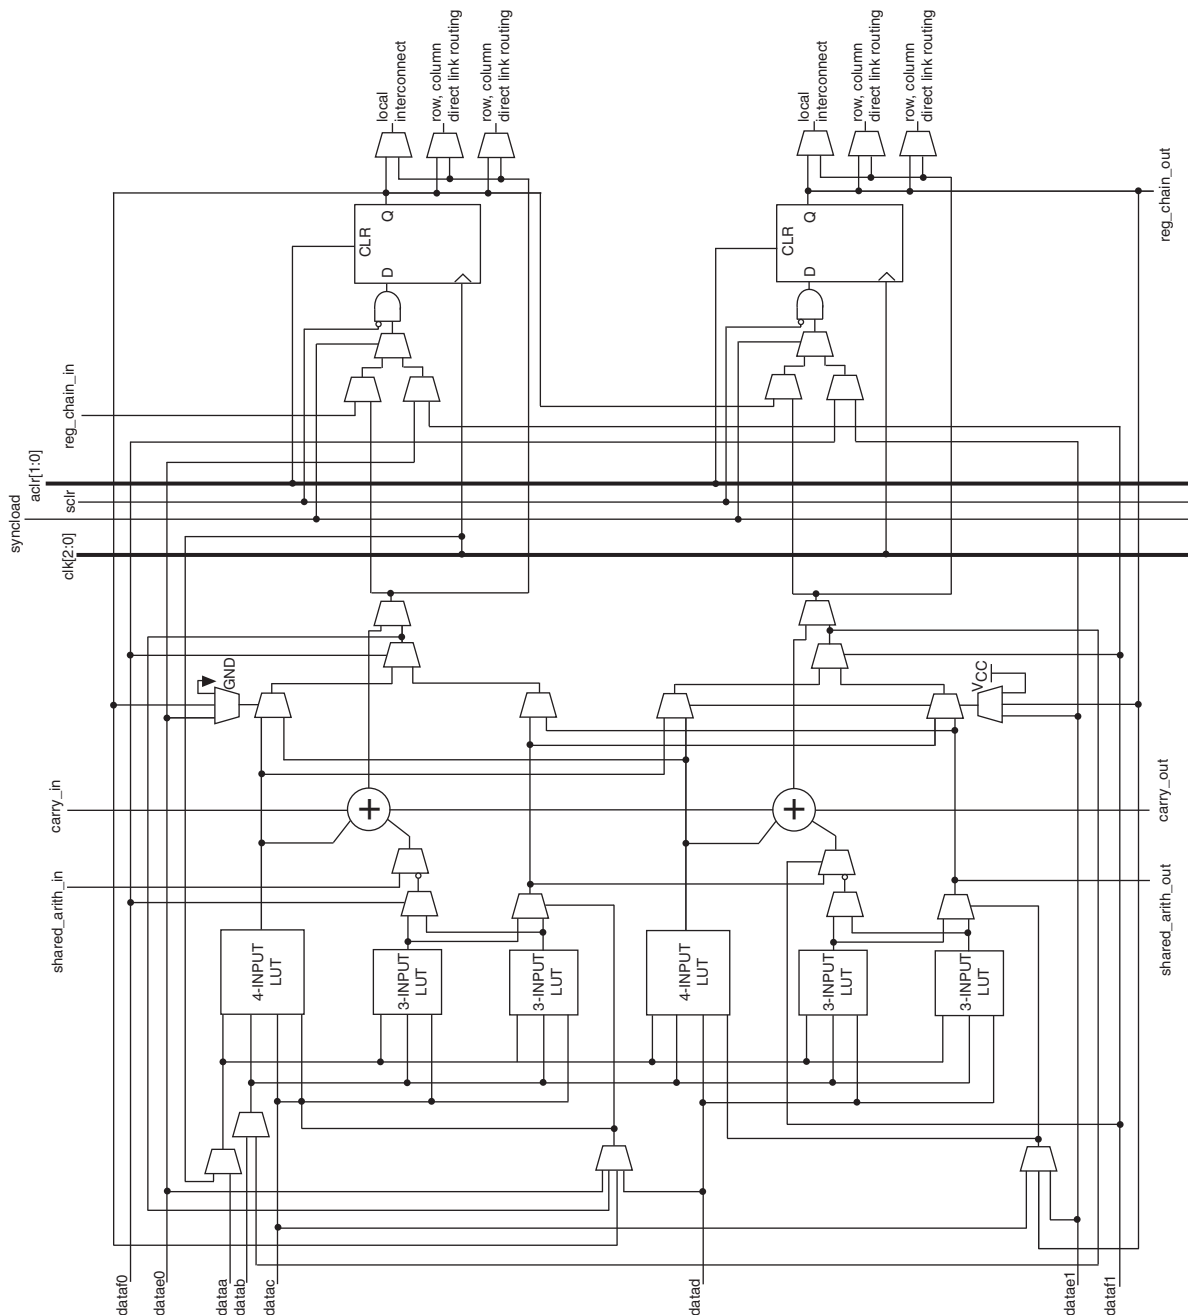 local
interconnect
row, column
direct link routing
row, column
direct link routing
local
interconnect
row, column
direct link routing
row, column
direct link routing
reg_chain_out
CLR
Q
D
CLR
Q
D
reg_chain_in
aclr[1:0]
sclr
syncload
clk[2:0]
GND
VCC
carry_in
+
+
carry_out
shared_arith_in
shared_arith_out
4-INPUT
LUT
3-INPUT
LUT
3-INPUT
LUT
4-INPUT
LUT
3-INPUT
LUT
3-INPUT
LUT
dataf0
datae0
dataa
datab
datac
datad
datae1
dataf1